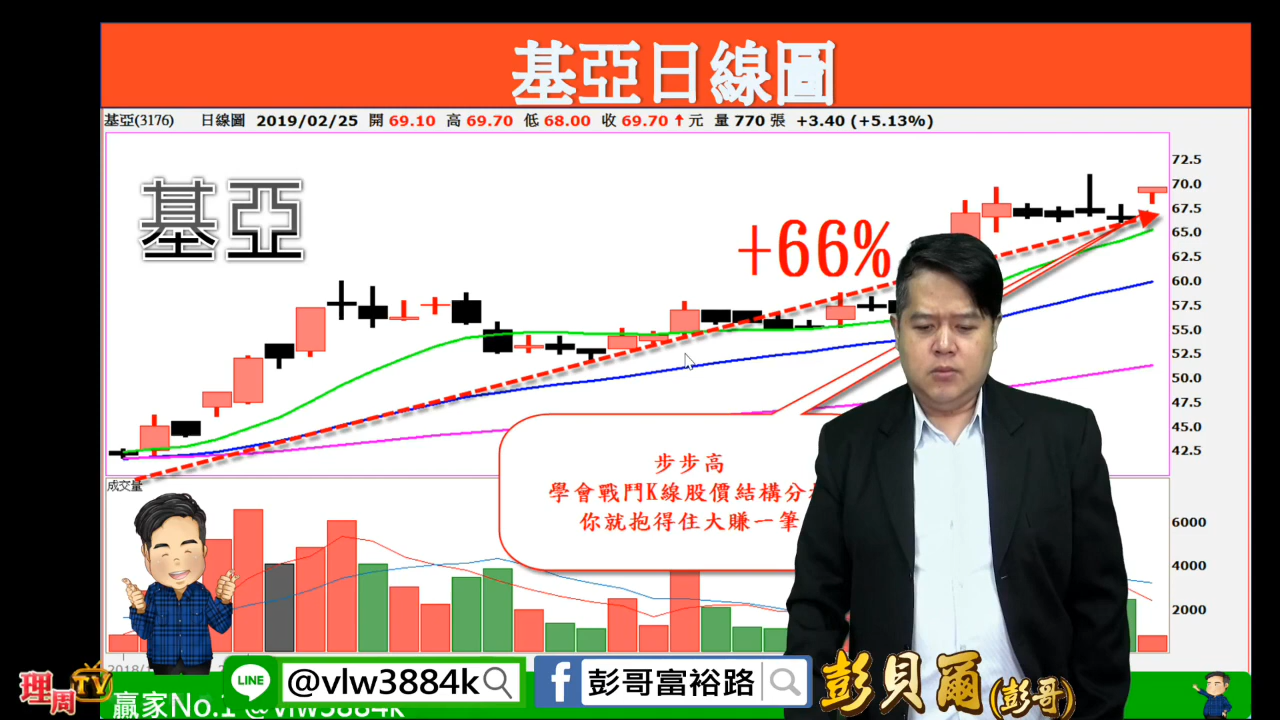 基亞日線圖
基亞(3176) 日線圖 2019/02/25 開 69.10 高 69.70 低 68.00 收 69.70 ↑ 元 量 770 張 +3.40 (+5.13%)
基亞
+66%
72.5
70.0
67.5
65.0
62.5
60.0
57.5
55.0
52.5
50.0
47.5
45.0
42.5
步步高
學會戰鬥K線股價結構分
你就抱得住大賺一筆
成交量
6000
4000
2000
理周TV
LINE @vlw3884k
f 彭哥富裕路
彭貝爾(彭哥)
贏家No.1 @vlw3884k